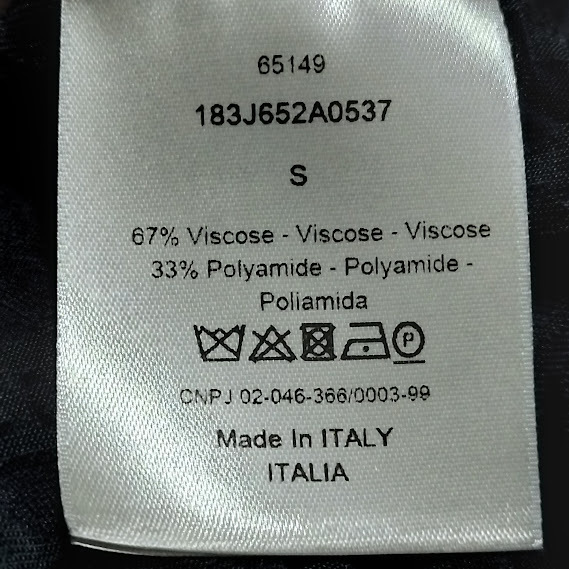 65149
183J652A0537
S
67% Viscose - Viscose - Viscose
33% Polyamide - Polyamide -
Poliamida
P
CNPJ 02-046-366/0003-99
Made In ITALY
ITALIA